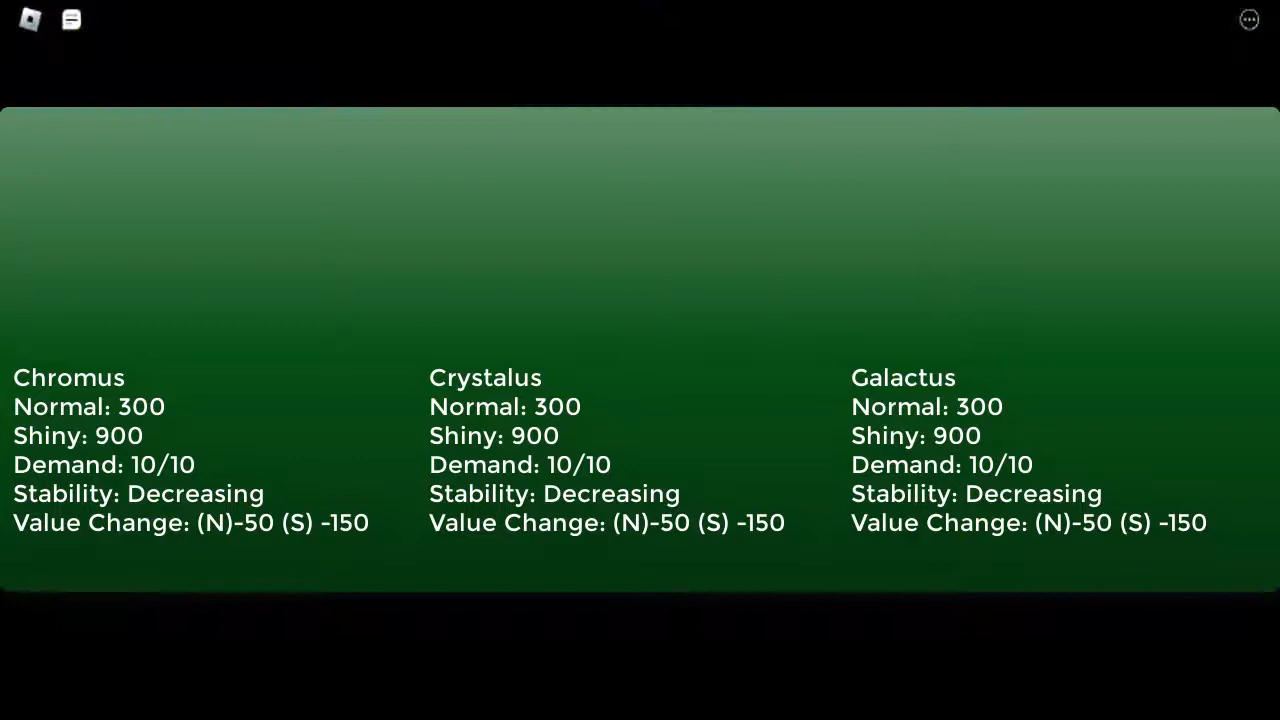 Chromus
Normal: 300
Shiny: 900
Demand: 10/10
Stability: Decreasing
Value Change: (N)-50 (S) -150
Crystalus
Normal: 300
Shiny: 900
Demand: 10/10
Stability: Decreasing
Value Change: (N)-50 (S) -150
Galactus
Normal: 300
Shiny: 900
Demand: 10/10
Stability: Decreasing
Value Change: (N)-50 (S) -150